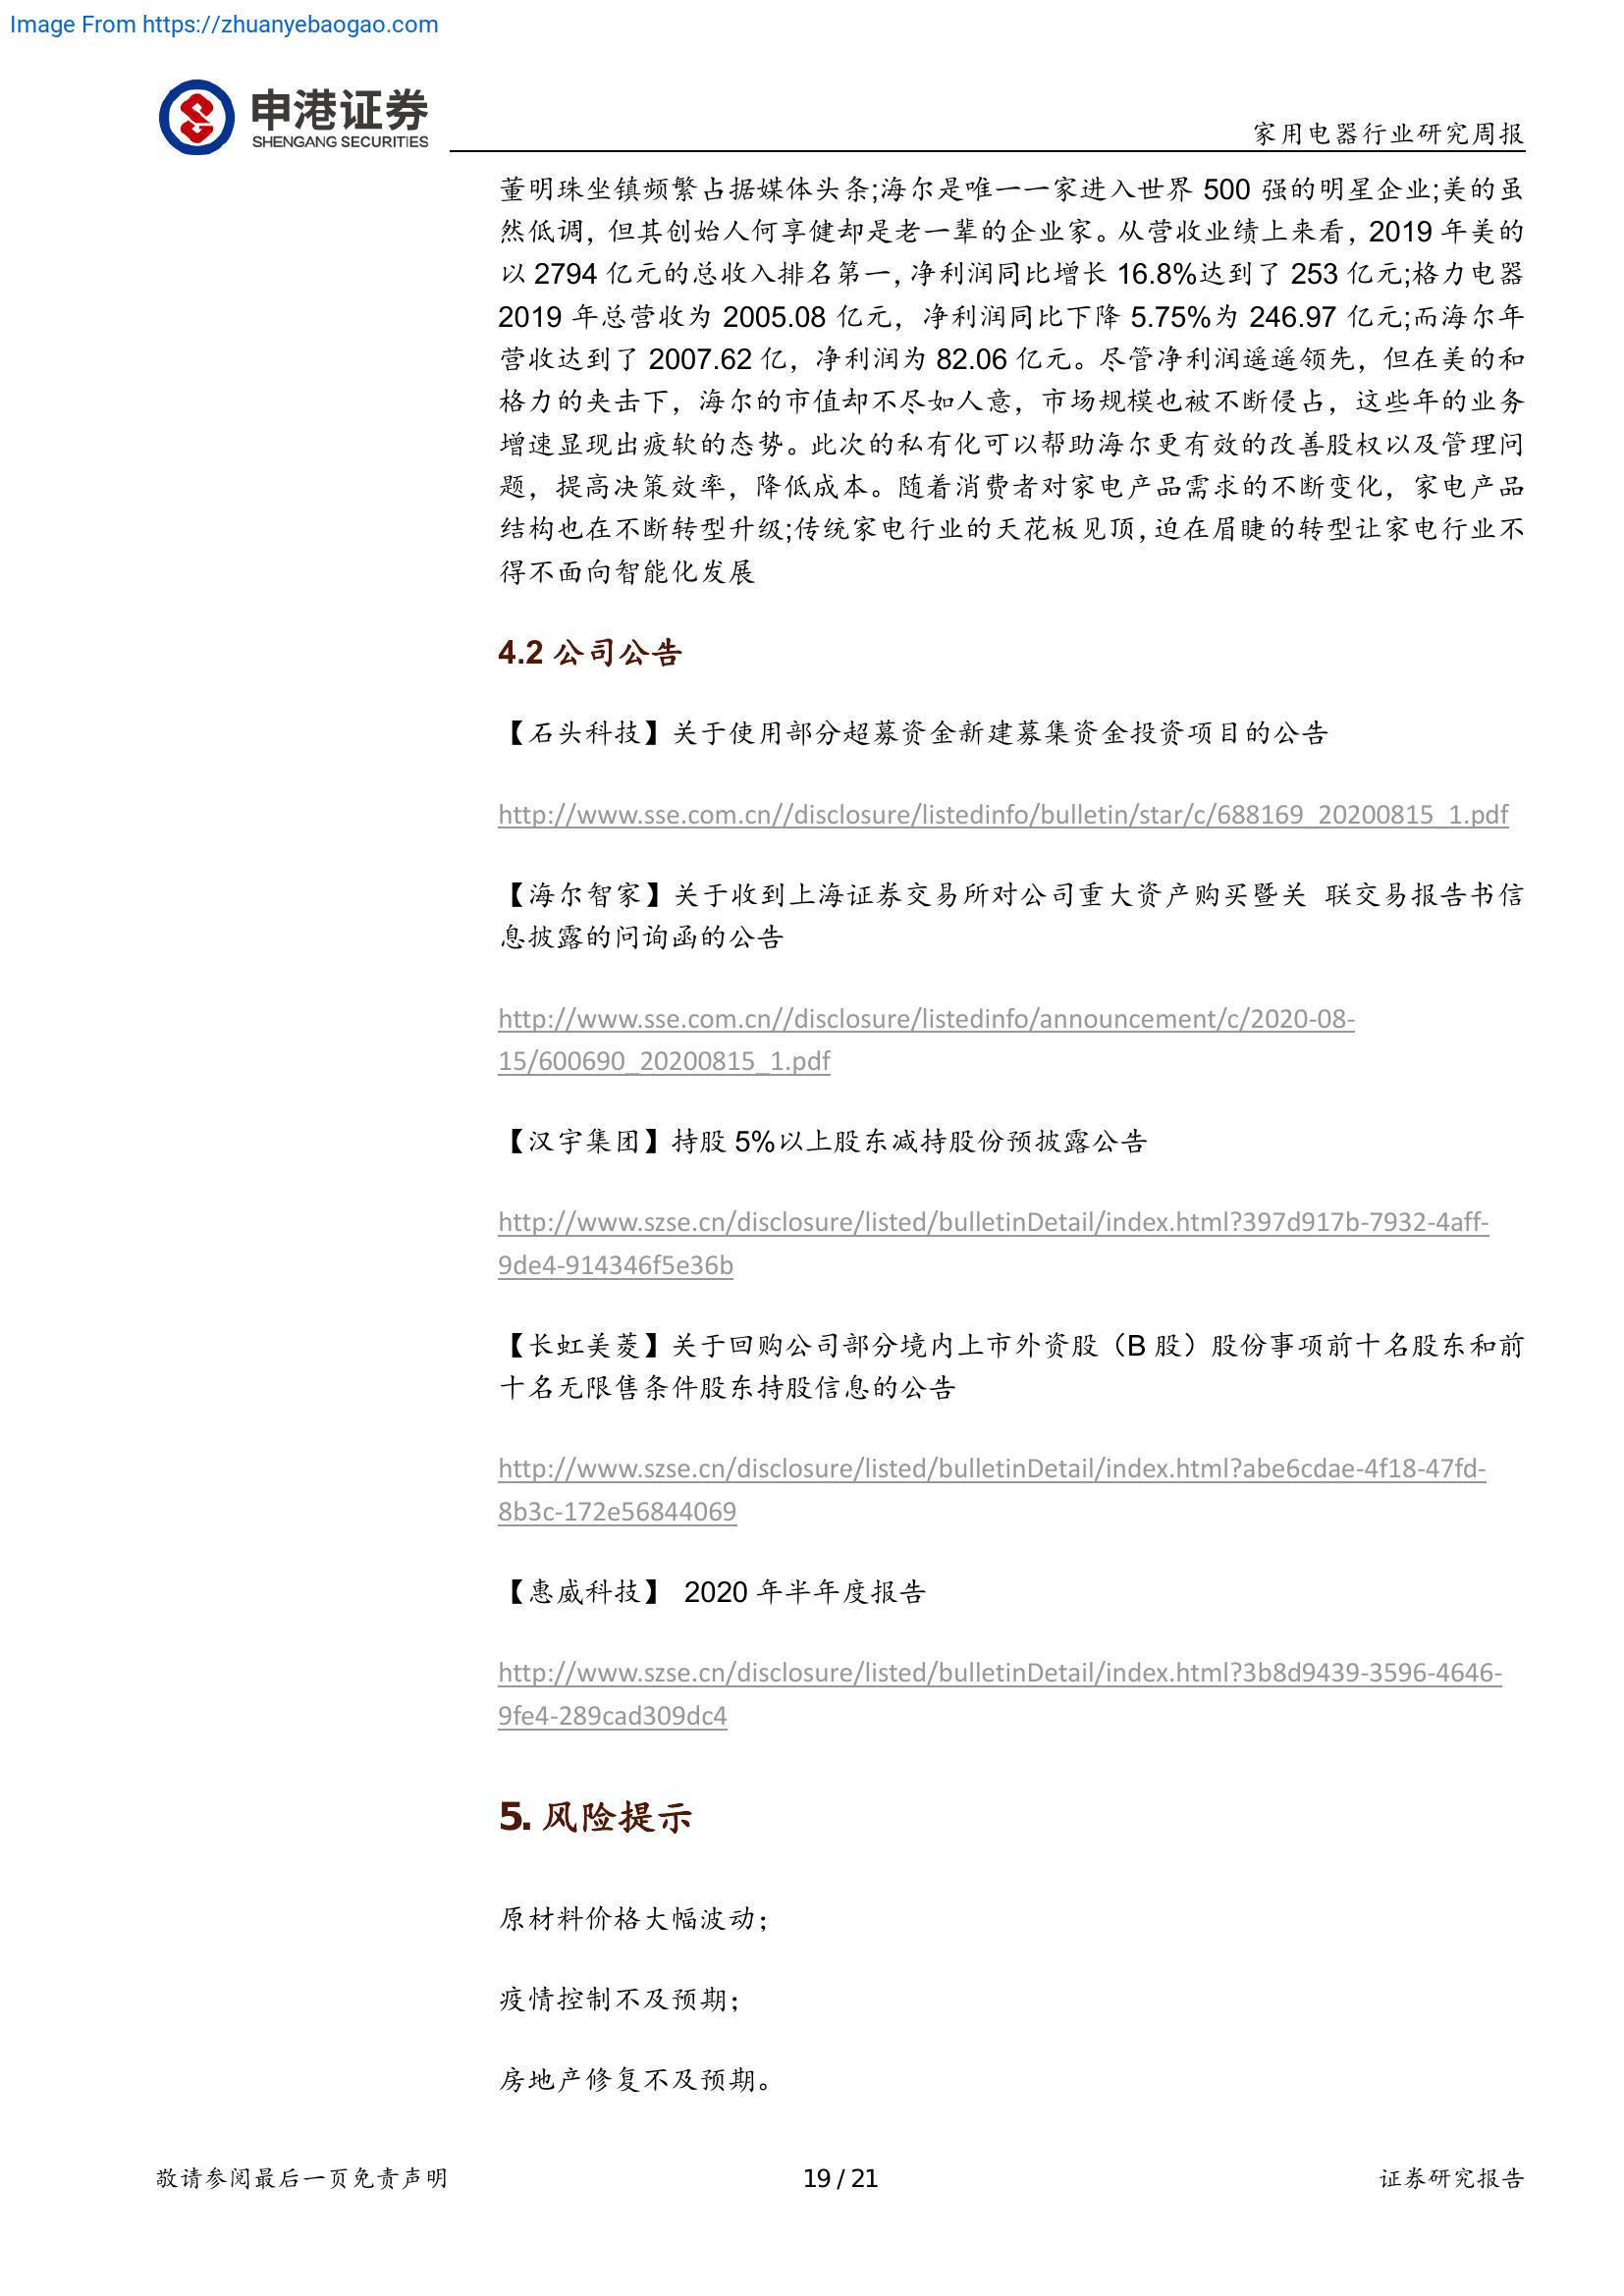 Image From https://zhuanyebaogao.com
申港证券
SHENGANG SECURITIES
家用电器行业研究周报
董明珠坐镇频繁占据媒体头条;海尔是唯一一家进入世界 500 强的明星企业;美的虽
然低调，但其创始人何享健却是老一辈的企业家。从营收业绩上来看，2019 年美的
以 2794 亿元的总收入排名第一，净利润同比增长 16.8%达到了 253 亿元;格力电器
2019 年总营收为 2005.08 亿元，净利润同比下降 5.75%为 246.97 亿元;而海尔年
营收达到了 2007.62 亿，净利润为 82.06 亿元。尽管净利润遥遥领先，但在美的和
格力的夹击下，海尔的市值却不尽如人意，市场规模也被不断侵占，这些年的业务
增速显现出疲软的态势。此次的私有化可以帮助海尔更有效的改善股权以及管理问
题，提高决策效率，降低成本。随着消费者对家电产品需求的不断变化，家电产品
结构也在不断转型升级;传统家电行业的天花板见顶，迫在眉睫的转型让家电行业不
得不面向智能化发展
4.2 公司公告
【石头科技】关于使用部分超募资金新建募集资金投资项目的公告
http://www.sse.com.cn//disclosure/listedinfo/bulletin/star/c/688169_20200815_1.pdf
【海尔智家】关于收到上海证券交易所对公司重大资产购买暨关 联交易报告书信
息披露的问询函的公告
http://www.sse.com.cn//disclosure/listedinfo/announcement/c/2020-08-
15/600690_20200815_1.pdf
【汉宇集团】持股 5%以上股东减持股份预披露公告
http://www.szse.cn/disclosure/listed/bulletinDetail/index.html?397d917b-7932-4aff-
9de4-914346f5e36b
【长虹美菱】关于回购公司部分境内上市外资股（B 股）股份事项前十名股东和前
十名无限售条件股东持股信息的公告
http://www.szse.cn/disclosure/listed/bulletinDetail/index.html?abe6cdae-4f18-47fd-
8b3c-172e56844069
【惠威科技】 2020 年半年度报告
http://www.szse.cn/disclosure/listed/bulletinDetail/index.html?3b8d9439-3596-4646-
9fe4-289cad309dc4
5. 风险提示
原材料价格大幅波动；
疫情控制不及预期；
房地产修复不及预期。
敬请参阅最后一页免责声明
19 / 21
证券研究报告